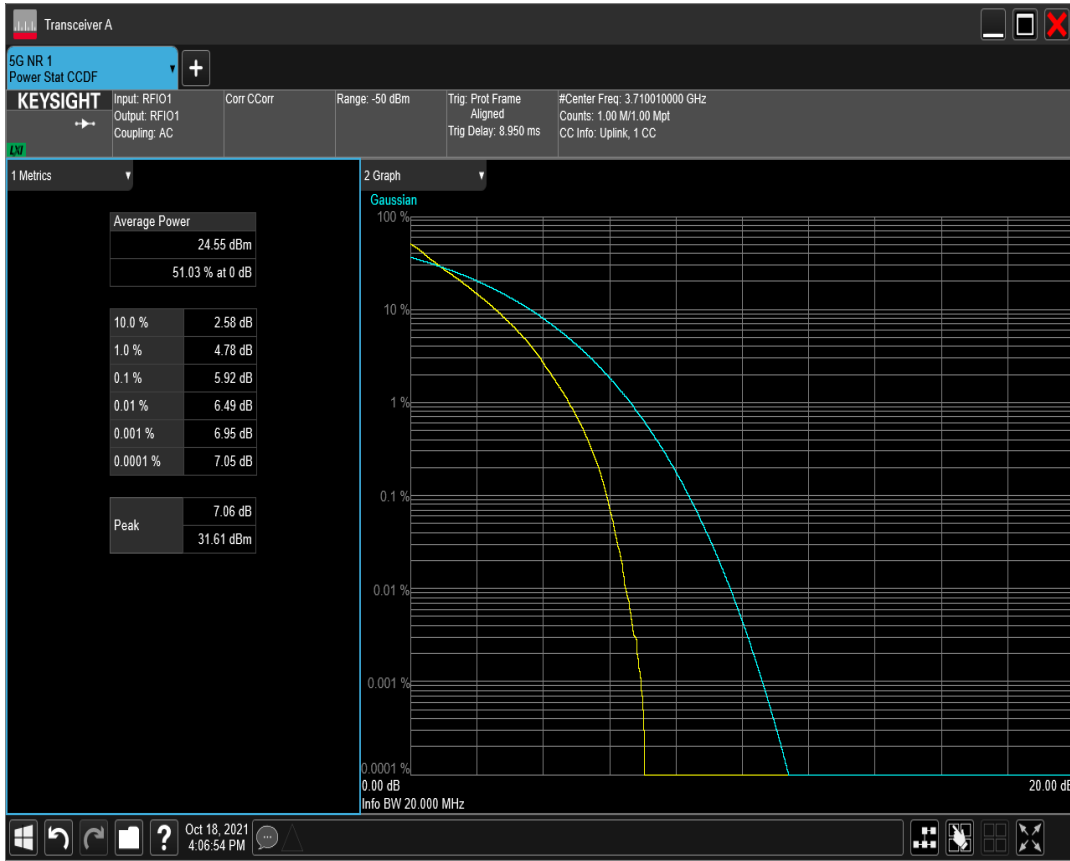 Transceiver A
5G NR 1
Power Stat CCDF
+
KEYSIGHT
LXI
Input: RFIO1
Output: RFIO1
Coupling: AC
Corr CCorr
Range: -50 dBm
Trig: Prot Frame
Aligned
Trig Delay: 8.950 ms
#Center Freq: 3.710010000 GHz
Counts: 1.00 M/1.00 Mpt
CC Info: Uplink, 1 CC
1 Metrics
Average Power
24.55 dBm
51.03 % at 0 dB
10.0 % 2.58 dB
1.0 % 4.78 dB
0.1 % 5.92 dB
0.01 % 6.49 dB
0.001 % 6.95 dB
0.0001 % 7.05 dB
Peak 7.06 dB
31.61 dBm
2 Graph
Gaussian
100 %
10 %
1 %
0.1 %
0.01 %
0.001 %
0.0001 %
0.00 dB 20.00 dB
Info BW 20.000 MHz
?
Oct 18, 2021
4:06:54 PM